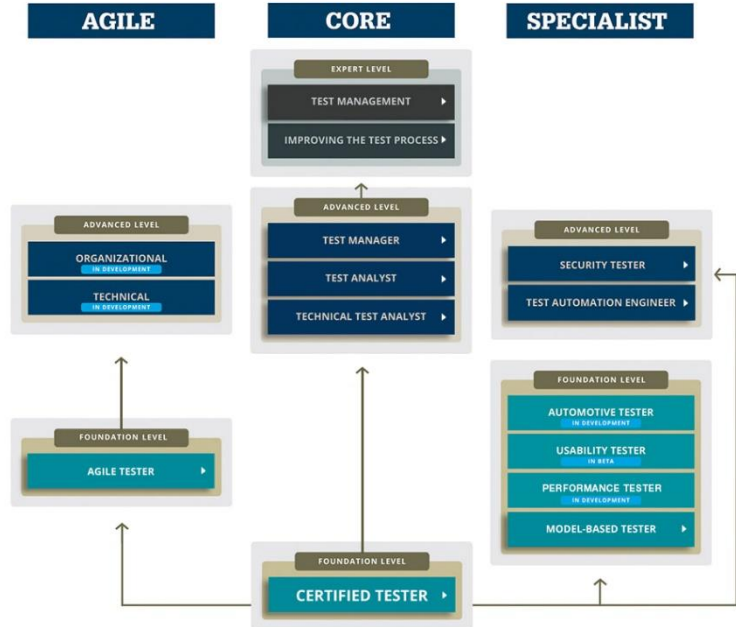 AGILE
CORE
SPECIALIST
EXPERT LEVEL
TEST MANAGEMENT
IMPROVING THE TEST PROCESS
ADVANCED LEVEL
ORGANIZATIONAL
IN DEVELOPMENT
TECHNICAL
IN DEVELOPMENT
ADVANCED LEVEL
TEST MANAGER
TEST ANALYST
TECHNICAL TEST ANALYST
ADVANCED LEVEL
SECURITY TESTER
TEST AUTOMATION ENGINEER
FOUNDATION LEVEL
AGILE TESTER
FOUNDATION LEVEL
AUTOMOTIVE TESTER
IN DEVELOPMENT
USABILITY TESTER
IN BETA
PERFORMANCE TESTER
IN DEVELOPMENT
MODEL-BASED TESTER
FOUNDATION LEVEL
CERTIFIED TESTER